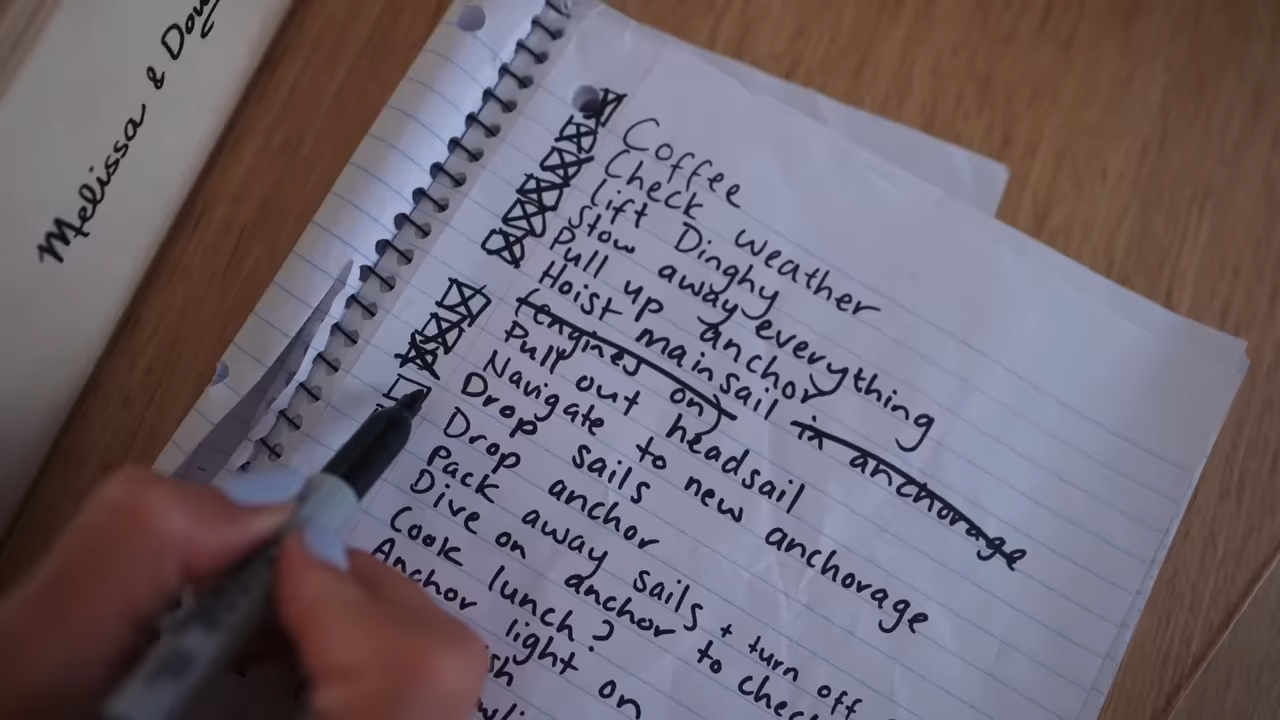 Melissa & Dou
Coffee
Check weather
Lift Dinghy
Stow away everything
Pull up anchor
Hoist mainsail in anchorage
(engines on)
Pull out headsail
Navigate to new anchorage
Drop sails
Drop anchor
Pack away sails + turn off
Dive on anchor to chec
Cook lunch?
Anchor light on
sh